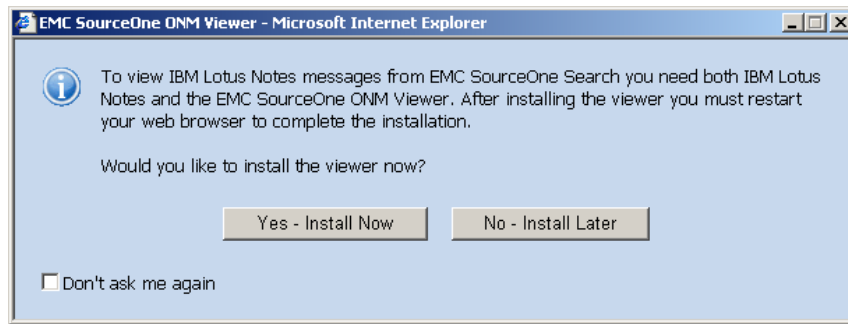 EMC SourceOne ONM Viewer - Microsoft Internet Explorer
To view IBM Lotus Notes messages from EMC SourceOne Search you need both IBM Lotus
Notes and the EMC SourceOne ONM Viewer. After installing the viewer you must restart
your web browser to complete the installation.
Would you like to install the viewer now?
Yes - Install Now
No - Install Later
Don't ask me again